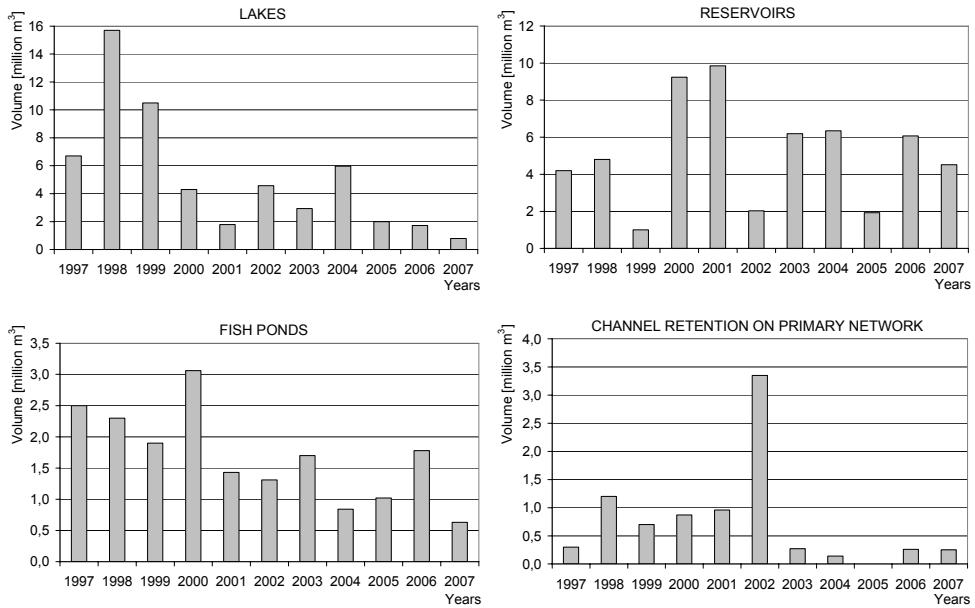 LAKES
Volume [million m³]
16
14
12
10
8
6
4
2
0
1997 1998 1999 2000 2001 2002 2003 2004 2005 2006 2007
Years
RESERVOIRS
Volume [million m³]
12
10
8
6
4
2
0
1997 1998 1999 2000 2001 2002 2003 2004 2005 2006 2007
Years
FISH PONDS
Volume [million m³]
3,5
3,0
2,5
2,0
1,5
1,0
0,5
0,0
1997 1998 1999 2000 2001 2002 2003 2004 2005 2006 2007
Years
CHANNEL RETENTION ON PRIMARY NETWORK
Volume [million m³]
4,0
3,5
3,0
2,5
2,0
1,5
1,0
0,5
0,0
1997 1998 1999 2000 2001 2002 2003 2004 2005 2006 2007
Years